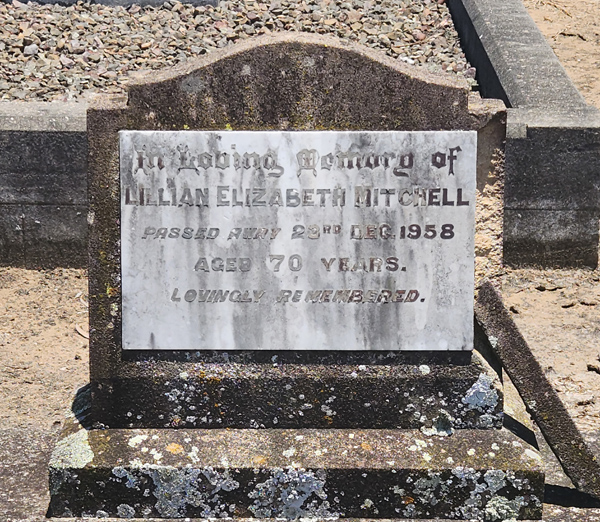 In Loving Memory of
LILLIAN ELIZABETH MITCHELL
PASSED AWAY 23RD DEC. 1958
AGED 70 YEARS.
LOVINGLY REMEMBERED.